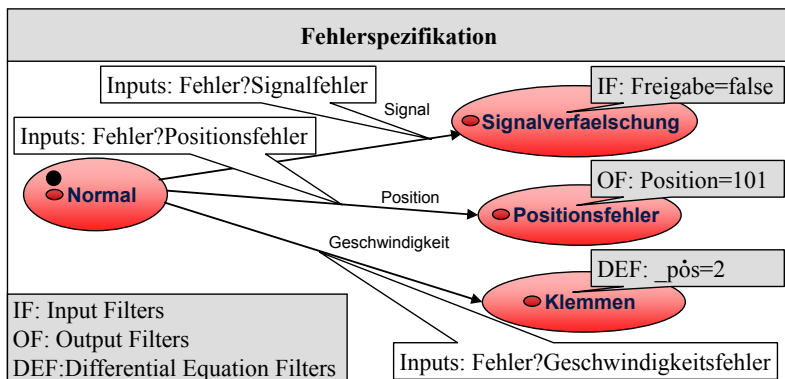 Fehlerspezifikation
Inputs: Fehler?Signalfehler
IF: Freigabe=false
Signal
Signalverfaelschung
Inputs: Fehler?Positionsfehler
OF: Position=101
Normal
Position
Positionsfehler
Geschwindigkeit
DEF: _pȯs=2
Klemmen
IF: Input Filters
OF: Output Filters
DEF:Differential Equation Filters
Inputs: Fehler?Geschwindigkeitsfehler